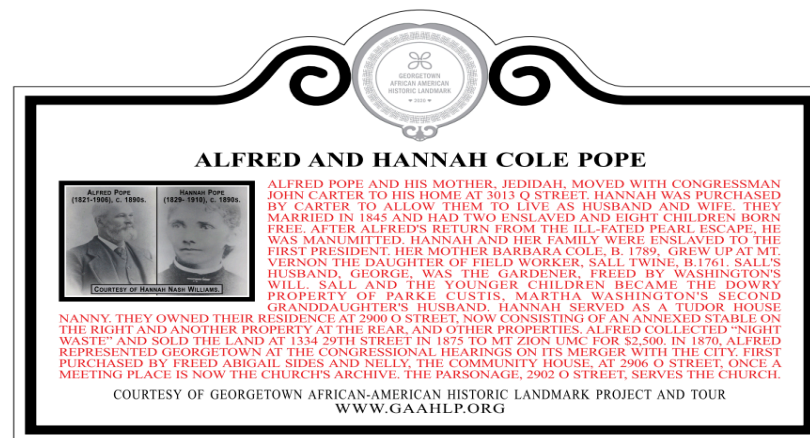 GEORGETOWN
AFRICAN AMERICAN
HISTORIC LANDMARK
2020
ALFRED AND HANNAH COLE POPE
ALFRED POPE
(1821-1906), C. 1890S.
HANNAH POPE
(1829- 1910), C. 1890S.
COURTESY OF HANNAH NASH WILLIAMS.
ALFRED POPE AND HIS MOTHER, JEDIDAH, MOVED WITH CONGRESSMAN
JOHN CARTER TO HIS HOME AT 3013 Q STREET. HANNAH WAS PURCHASED
BY CARTER TO ALLOW THEM TO LIVE AS HUSBAND AND WIFE. THEY
MARRIED IN 1845 AND HAD TWO ENSLAVED AND EIGHT CHILDREN BORN
FREE. AFTER ALFRED'S RETURN FROM THE ILL-FATED PEARL ESCAPE, HE
WAS MANUMITTED. HANNAH AND HER FAMILY WERE ENSLAVED TO THE
FIRST PRESIDENT. HER MOTHER BARBARA COLE, B. 1789, GREW UP AT MT.
VERNON THE DAUGHTER OF FIELD WORKER, SALL TWINE, B.1761. SALL'S
HUSBAND, GEORGE, WAS THE GARDENER, FREED BY WASHINGTON'S
WILL. SALL AND THE YOUNGER CHILDREN BECAME THE DOWRY
PROPERTY OF PARKE CUSTIS, MARTHA WASHINGTON'S SECOND
GRANDDAUGHTER'S HUSBAND. HANNAH SERVED AS A TUDOR HOUSE
NANNY. THEY OWNED THEIR RESIDENCE AT 2900 O STREET, NOW CONSISTING OF AN ANNEXED STABLE ON
THE RIGHT AND ANOTHER PROPERTY AT THE REAR, AND OTHER PROPERTIES. ALFRED COLLECTED “NIGHT
WASTE” AND SOLD THE LAND AT 1334 29TH STREET IN 1875 TO MT ZION UMC FOR $2,500. IN 1870, ALFRED
REPRESENTED GEORGETOWN AT THE CONGRESSIONAL HEARINGS ON ITS MERGER WITH THE CITY. FIRST
PURCHASED BY FREED ABIGAIL SIDES AND NELLY, THE COMMUNITY HOUSE, AT 2906 O STREET, ONCE A
MEETING PLACE IS NOW THE CHURCH'S ARCHIVE. THE PARSONAGE, 2902 O STREET, SERVES THE CHURCH.
COURTESY OF GEORGETOWN AFRICAN-AMERICAN HISTORIC LANDMARK PROJECT AND TOUR
WWW.GAAHLP.ORG